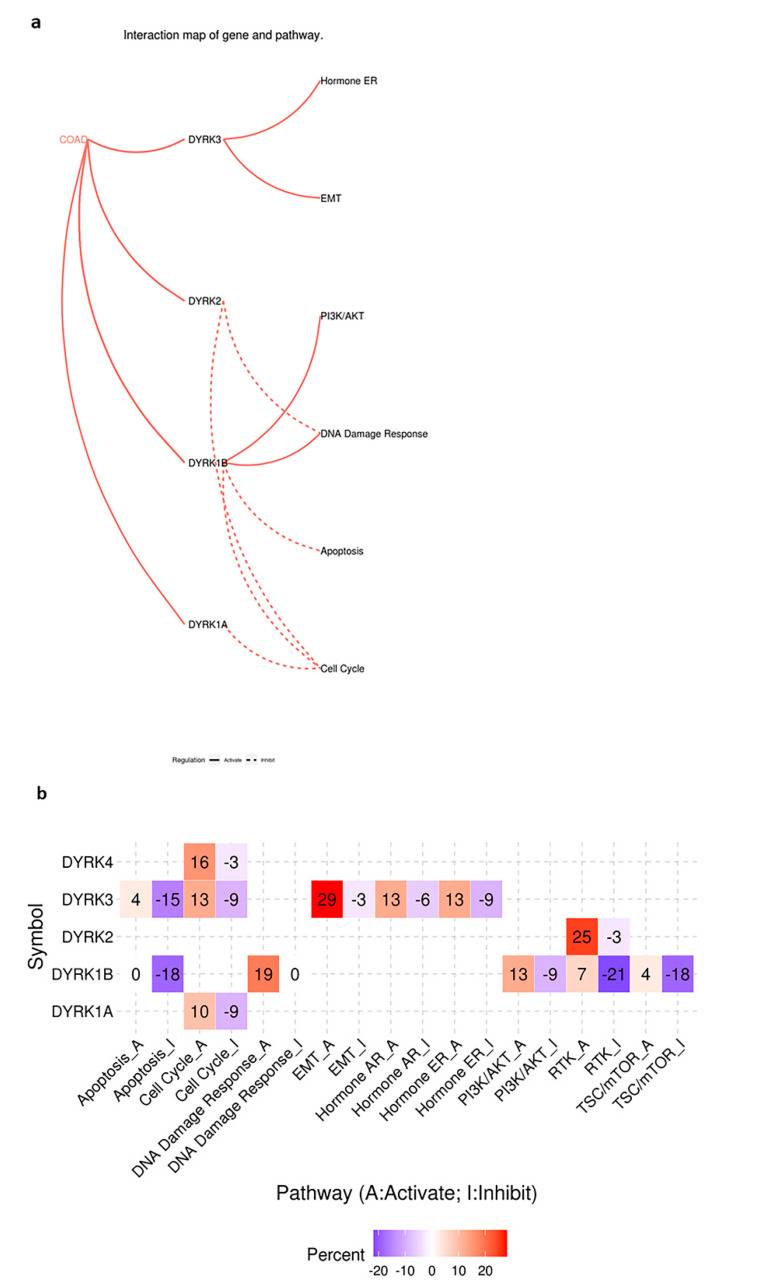 a
Interaction map of gene and pathway.
Hormone ER
COAD
DYRK3
EMT
DYRK2
PI3K/AKT
DNA Damage Response
DYRK1B
Apoptosis
DYRK1A
Cell Cycle
Regulation Activate Inhibit
b
Symbol
DYRK4 16 -3
DYRK3 4 -15 13 -9 29 -3 13 -6 13 -9
DYRK2 25 -3
DYRK1B 0 -18 19 0 13 -9 7 -21 4 -18
DYRK1A 10 -9
Apoptosis_A
Apoptosis_I
Cell Cycle_A
Cell Cycle_I
DNA Damage Response_A
DNA Damage Response_I
EMT_A
EMT_I
Hormone AR_A
Hormone AR_I
Hormone ER_A
Hormone ER_I
PI3K/AKT_A
PI3K/AKT_I
RTK_A
RTK_I
TSC/mTOR_A
TSC/mTOR_I
Pathway (A:Activate; I:Inhibit)
Percent
-20 -10 0 10 20